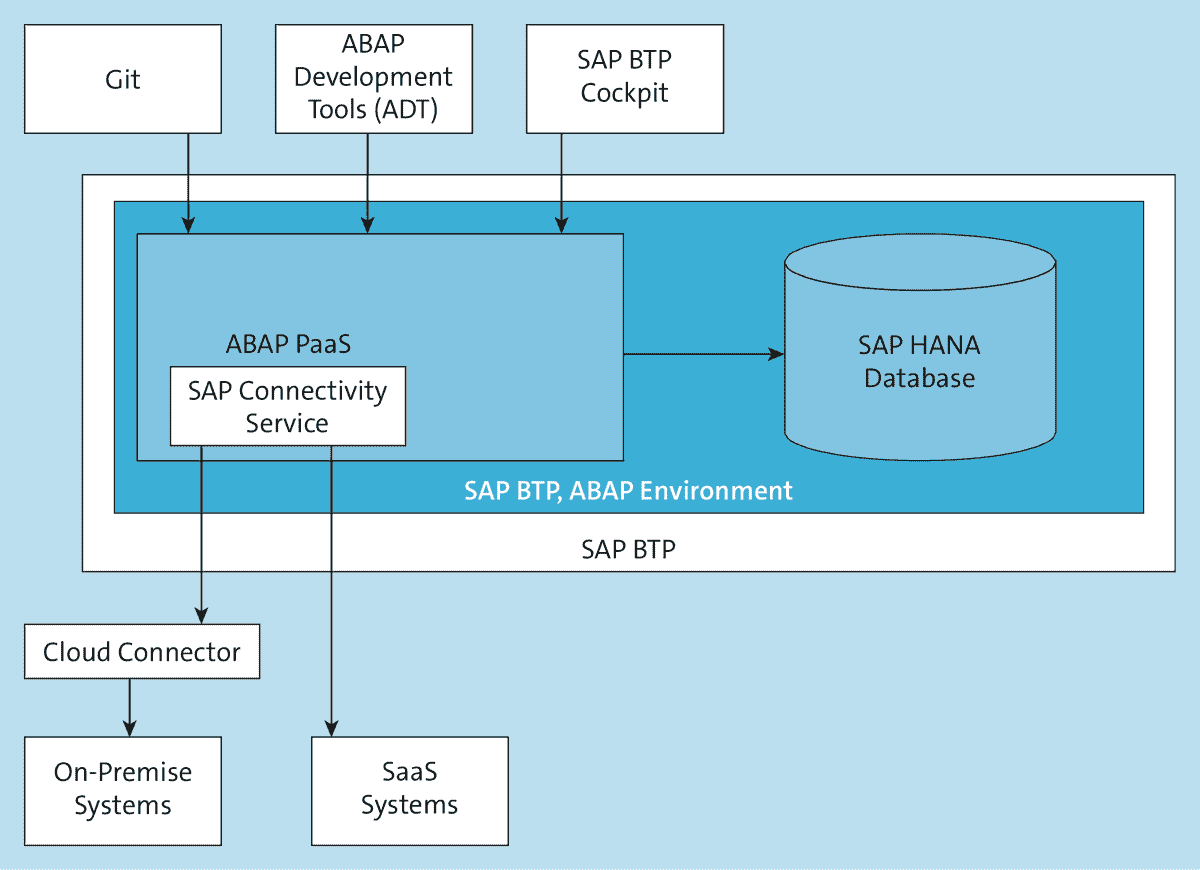 Git
ABAP
Development
Tools (ADT)
SAP BTP
Cockpit
ABAP PaaS
SAP Connectivity
Service
SAP HANA
Database
SAP BTP, ABAP Environment
SAP BTP
Cloud Connector
On-Premise
Systems
SaaS
Systems